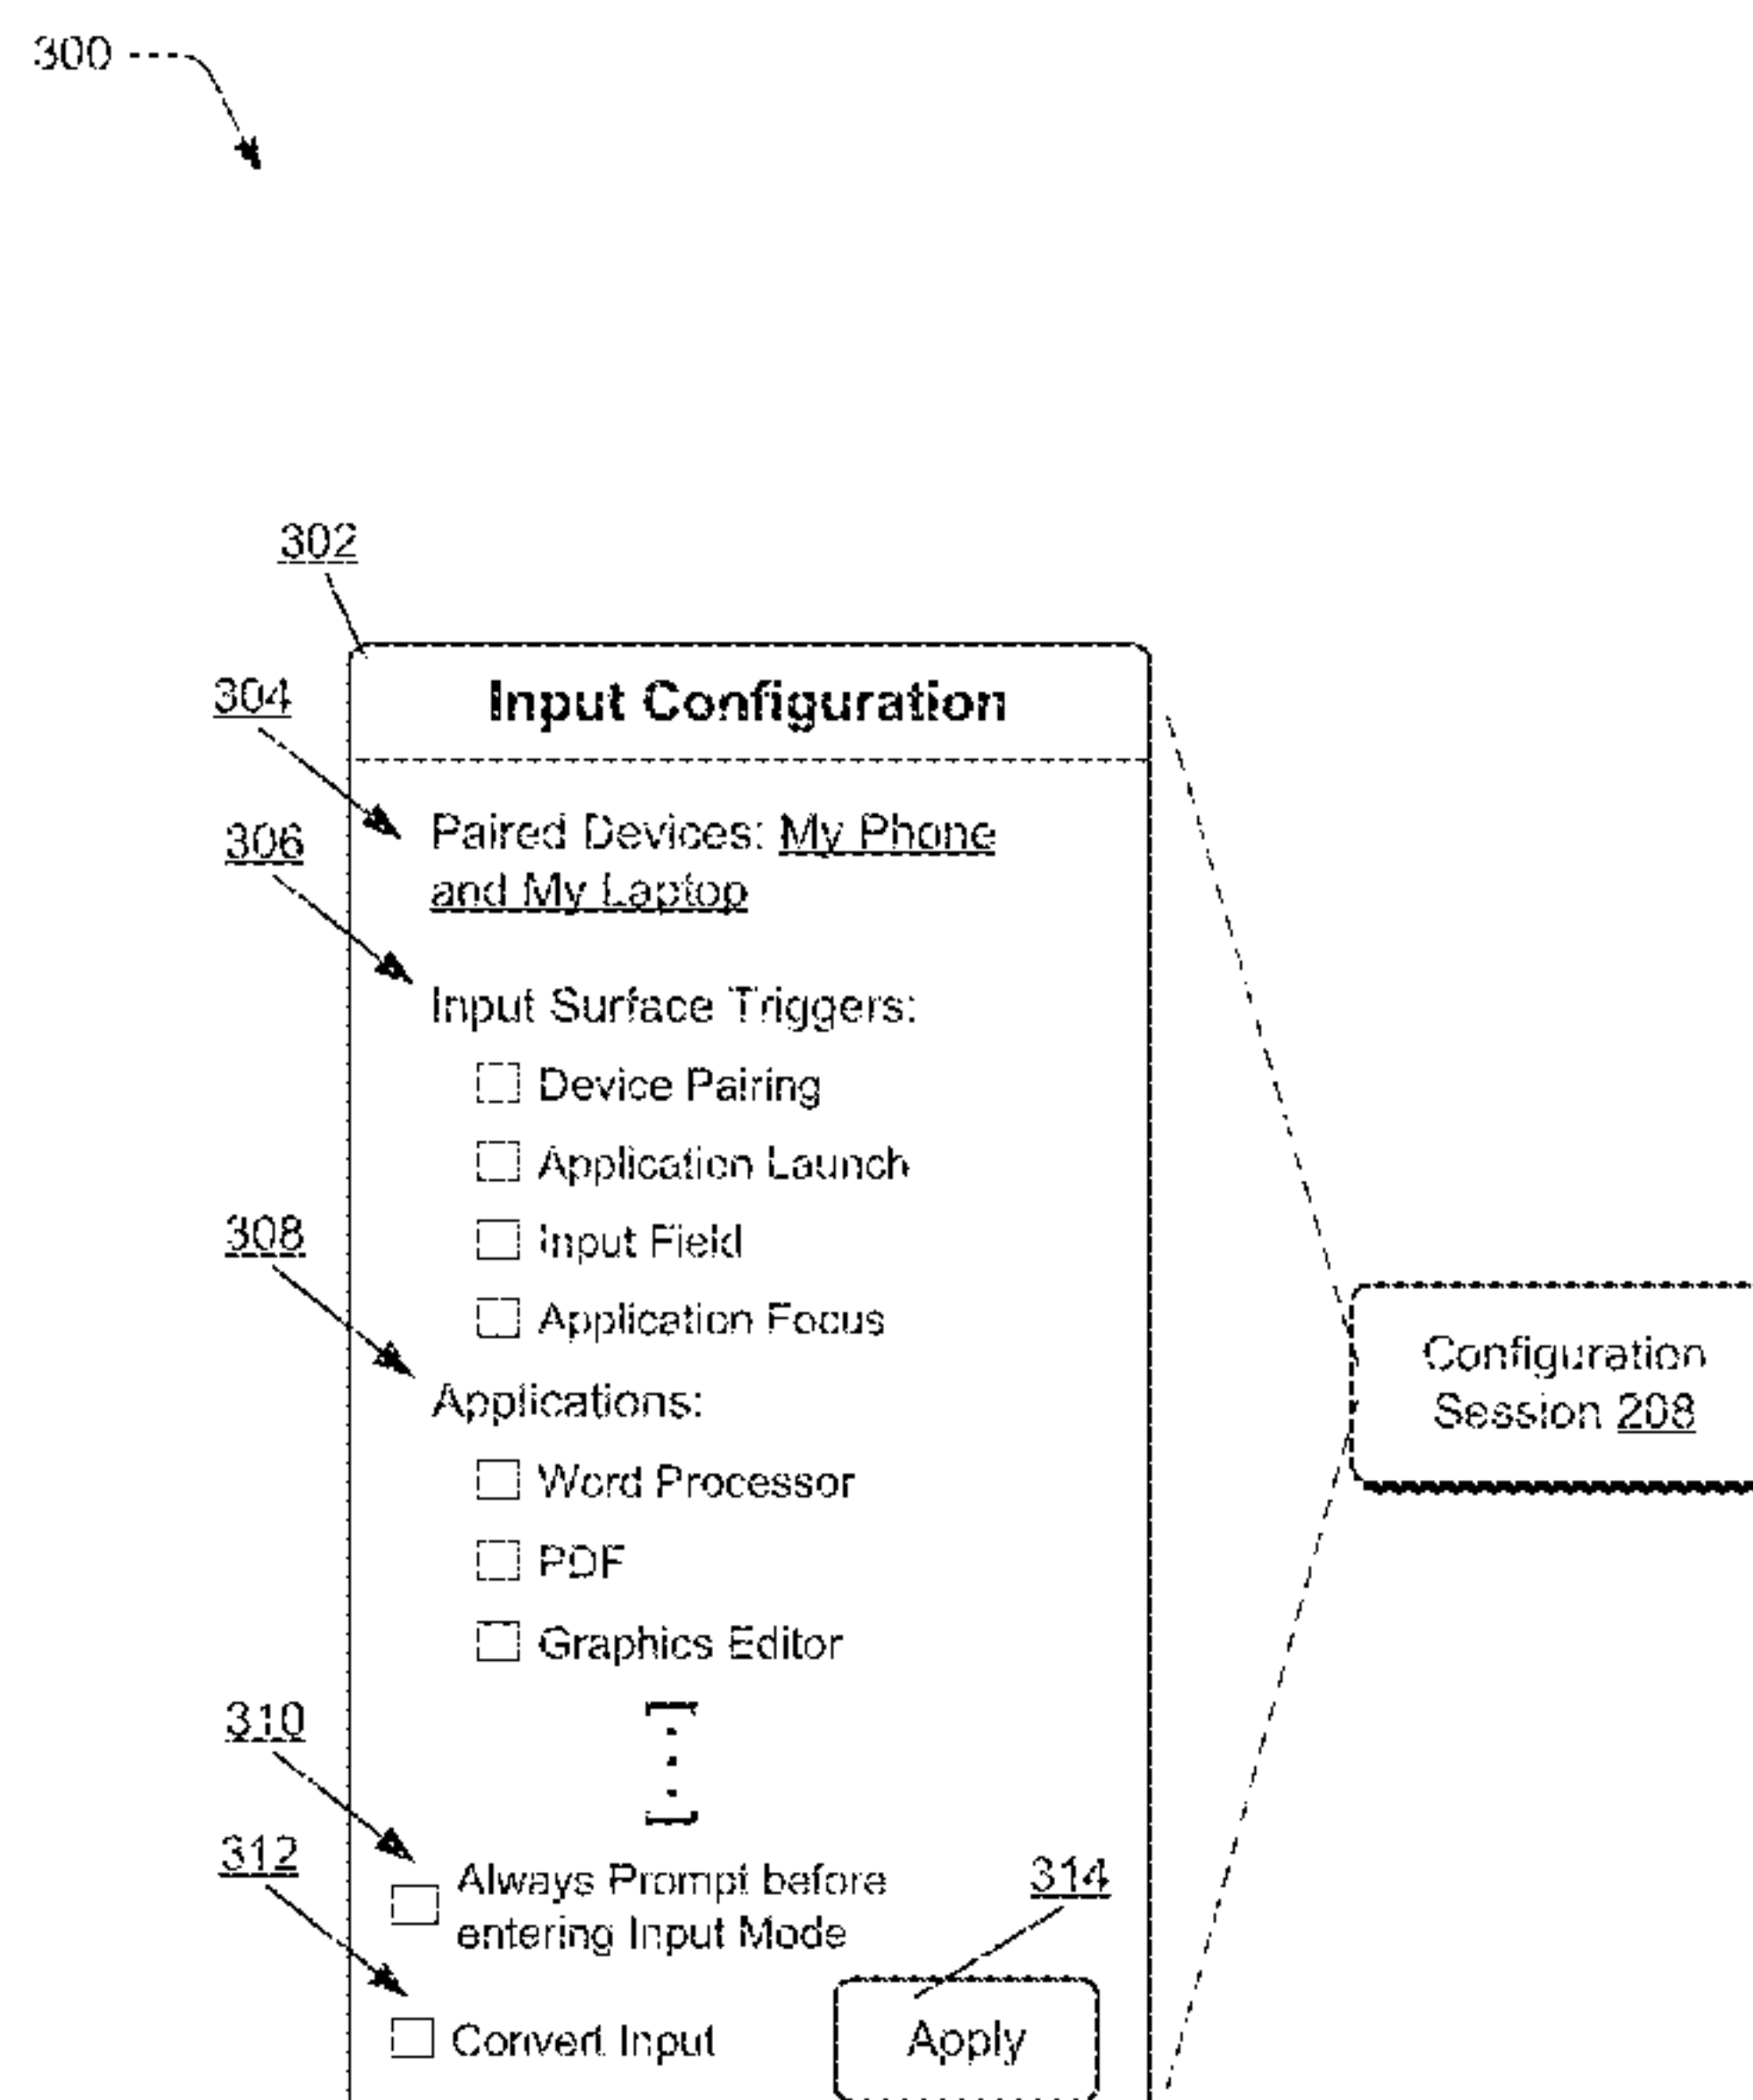 300
302
304
Input Configuration
Paired Devices: My Phone
306
and My Laptop
Input Surface Triggers:
Device Pairing
Application Launch
308
Input Field
Application Focus
Configuration
Session 208
Applications:
Word Processor
PDF
Graphics Editor
310
312
Always Prompt before
entering Input Mode
314
Convert Input
Apply